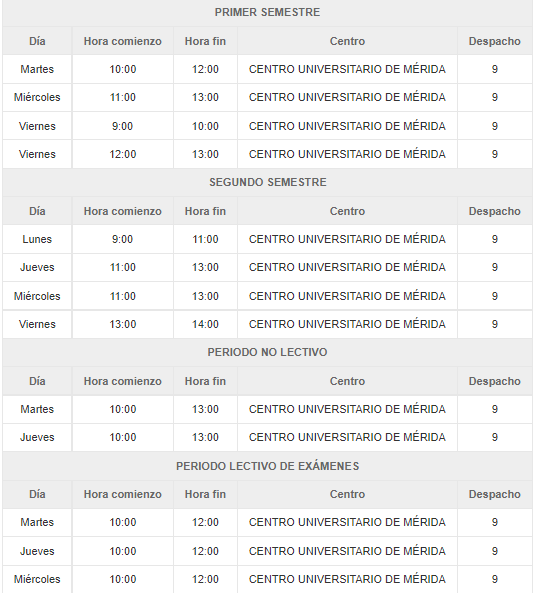 PRIMER SEMESTRE
Día Hora comienzo Hora fin Centro Despacho
Martes 10:00 12:00 CENTRO UNIVERSITARIO DE MÉRIDA 9
Miércoles 11:00 13:00 CENTRO UNIVERSITARIO DE MÉRIDA 9
Viernes 9:00 10:00 CENTRO UNIVERSITARIO DE MÉRIDA 9
Viernes 12:00 13:00 CENTRO UNIVERSITARIO DE MÉRIDA 9
SEGUNDO SEMESTRE
Día Hora comienzo Hora fin Centro Despacho
Lunes 9:00 11:00 CENTRO UNIVERSITARIO DE MÉRIDA 9
Jueves 11:00 13:00 CENTRO UNIVERSITARIO DE MÉRIDA 9
Miércoles 11:00 13:00 CENTRO UNIVERSITARIO DE MÉRIDA 9
Viernes 13:00 14:00 CENTRO UNIVERSITARIO DE MÉRIDA 9
PERIODO NO LECTIVO
Día Hora comienzo Hora fin Centro Despacho
Martes 10:00 13:00 CENTRO UNIVERSITARIO DE MÉRIDA 9
Jueves 10:00 13:00 CENTRO UNIVERSITARIO DE MÉRIDA 9
PERIODO LECTIVO DE EXÁMENES
Día Hora comienzo Hora fin Centro Despacho
Martes 10:00 12:00 CENTRO UNIVERSITARIO DE MÉRIDA 9
Jueves 10:00 12:00 CENTRO UNIVERSITARIO DE MÉRIDA 9
Miércoles 10:00 12:00 CENTRO UNIVERSITARIO DE MÉRIDA 9